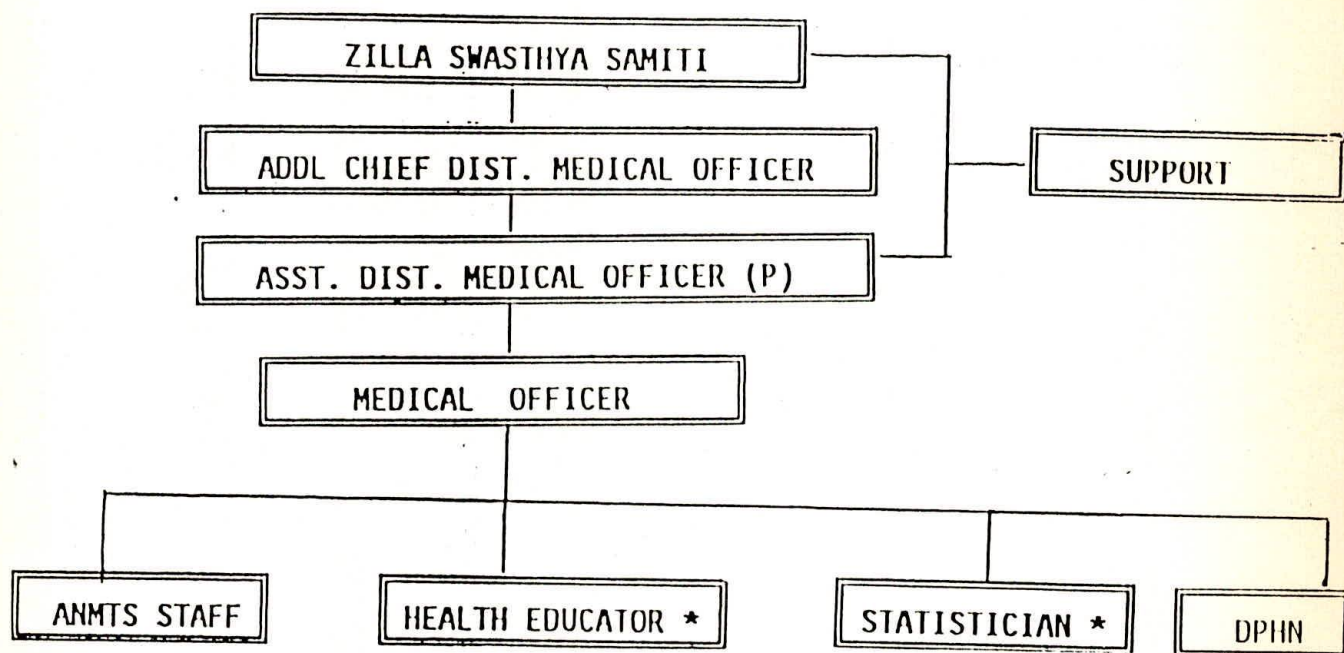 ZILLA SWASTHYA SAMITI
ADDL CHIEF DIST. MEDICAL OFFICER
SUPPORT
ASST. DIST. MEDICAL OFFICER (P)
MEDICAL OFFICER
ANMTS STAFF
HEALTH EDUCATOR *
STATISTICIAN *
DPHN